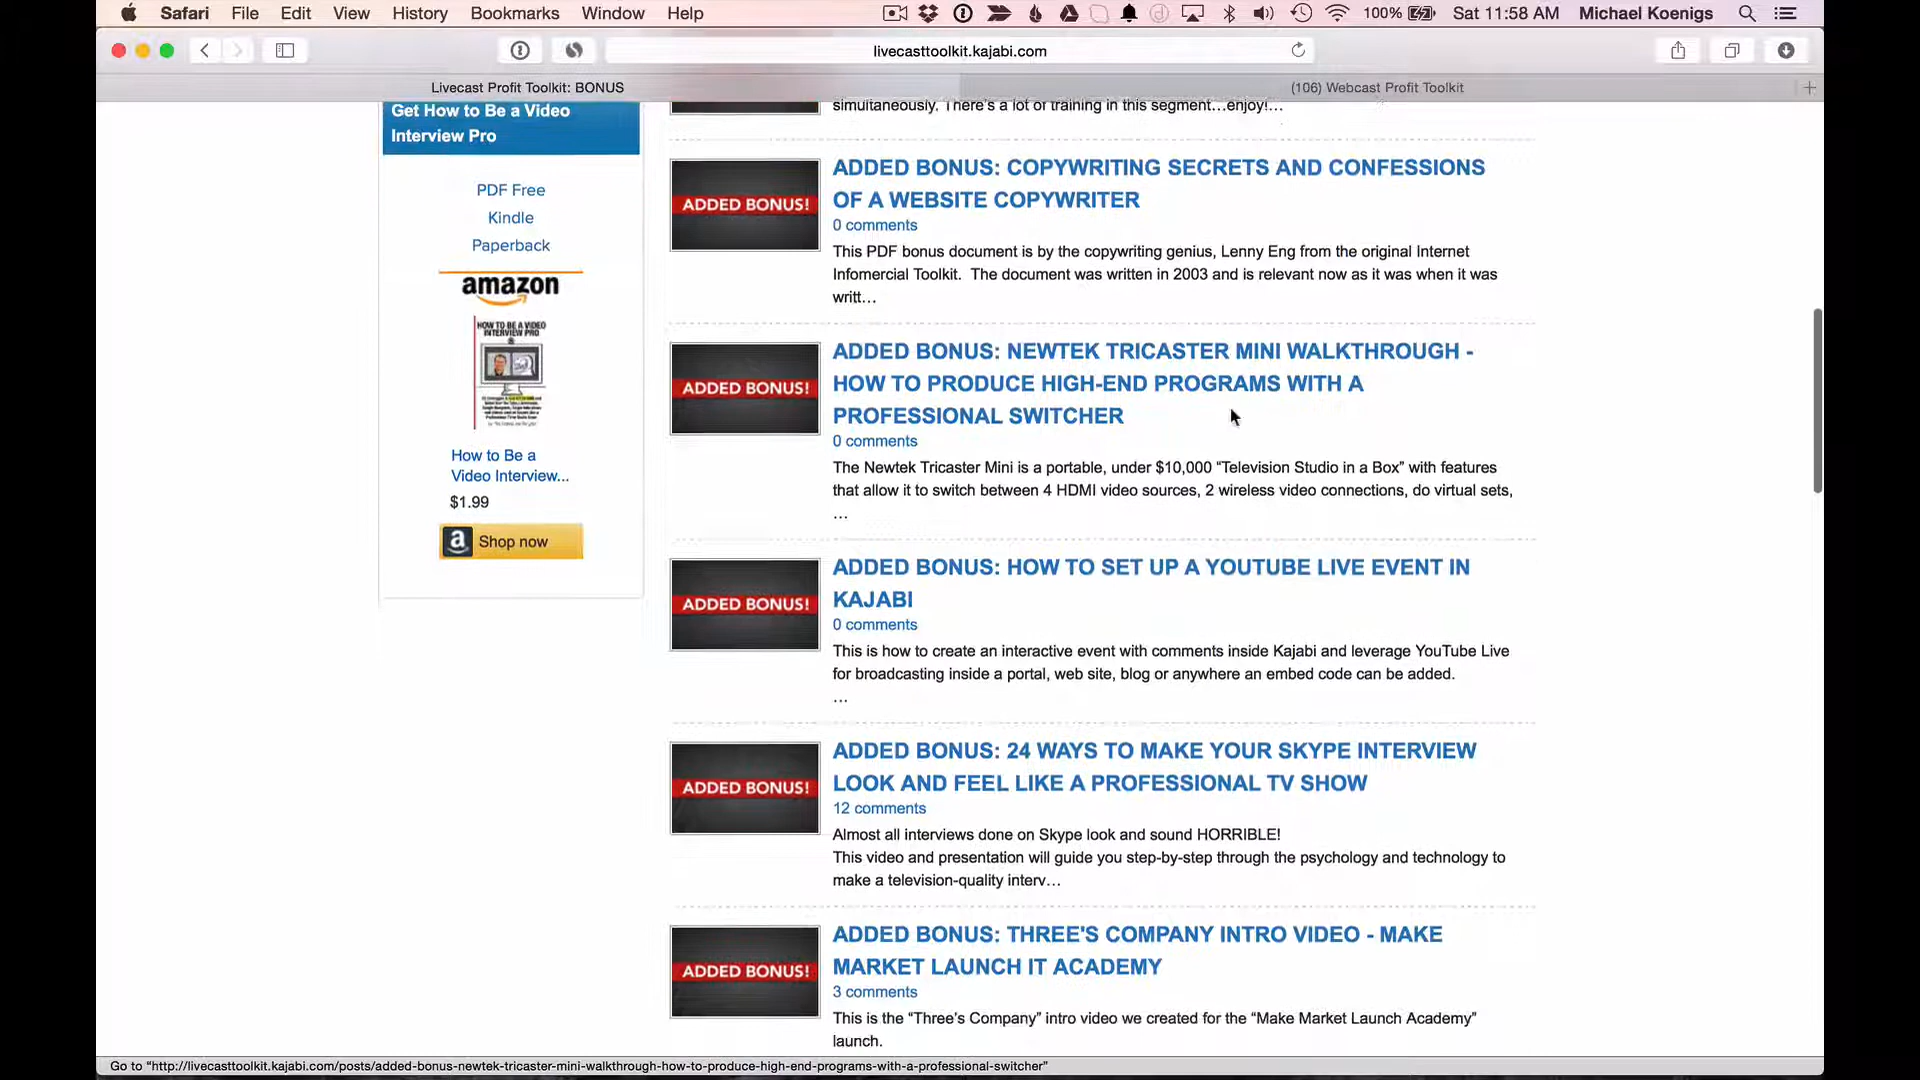 Safari File Edit View History Bookmarks Window Help 100% Sat 11:58 AM Michael Koenigs
livecasttoolkit.kajabi.com
Livecast Profit Toolkit: BONUS
(106) Webcast Profit Toolkit
Get How to Be a Video
Interview Pro
PDF Free
Kindle
Paperback
amazon
HOW TO BE A VIDEO
INTERVIEW PRO
How to Be a
Video Interview...
$1.99
a Shop now
simultaneously. There's a lot of training in this segment…enjoy!…
ADDED BONUS!
ADDED BONUS: COPYWRITING SECRETS AND CONFESSIONS
OF A WEBSITE COPYWRITER
0 comments
This PDF bonus document is by the copywriting genius, Lenny Eng from the original Internet
Infomercial Toolkit. The document was written in 2003 and is relevant now as it was when it was
writt…
ADDED BONUS!
ADDED BONUS: NEWTEK TRICASTER MINI WALKTHROUGH -
HOW TO PRODUCE HIGH-END PROGRAMS WITH A
PROFESSIONAL SWITCHER
0 comments
The Newtek Tricaster Mini is a portable, under $10,000 “Television Studio in a Box” with features
that allow it to switch between 4 HDMI video sources, 2 wireless video connections, do virtual sets,
…
ADDED BONUS!
ADDED BONUS: HOW TO SET UP A YOUTUBE LIVE EVENT IN
KAJABI
0 comments
This is how to create an interactive event with comments inside Kajabi and leverage YouTube Live
for broadcasting inside a portal, web site, blog or anywhere an embed code can be added.
…
ADDED BONUS!
ADDED BONUS: 24 WAYS TO MAKE YOUR SKYPE INTERVIEW
LOOK AND FEEL LIKE A PROFESSIONAL TV SHOW
12 comments
Almost all interviews done on Skype look and sound HORRIBLE!
This video and presentation will guide you step-by-step through the psychology and technology to
make a television-quality interv…
ADDED BONUS!
ADDED BONUS: THREE'S COMPANY INTRO VIDEO - MAKE
MARKET LAUNCH IT ACADEMY
3 comments
This is the “Three’s Company” intro video we created for the “Make Market Launch Academy”
launch.
Go to “http://livecasttoolkit.kajabi.com/posts/added-bonus-newtek-tricaster-mini-walkthrough-how-to-produce-high-end-programs-with-a-professional-switcher”